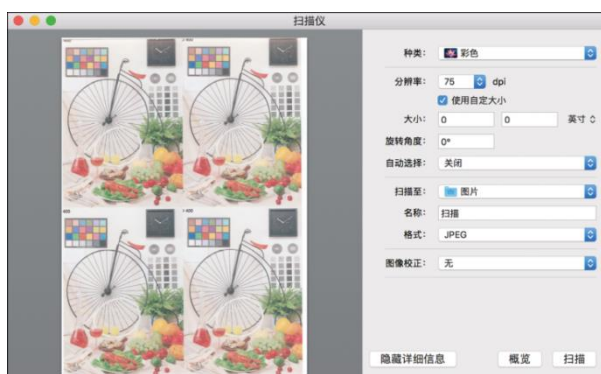 扫描仪
种类: 彩色
分辨率: 75 dpi
使用自定大小
大小: 0 0 英寸
旋转角度: 0°
自动选择: 关闭
扫描至: 图片
名称: 扫描
格式: JPEG
图像校正: 无
隐藏详细信息 概览 扫描